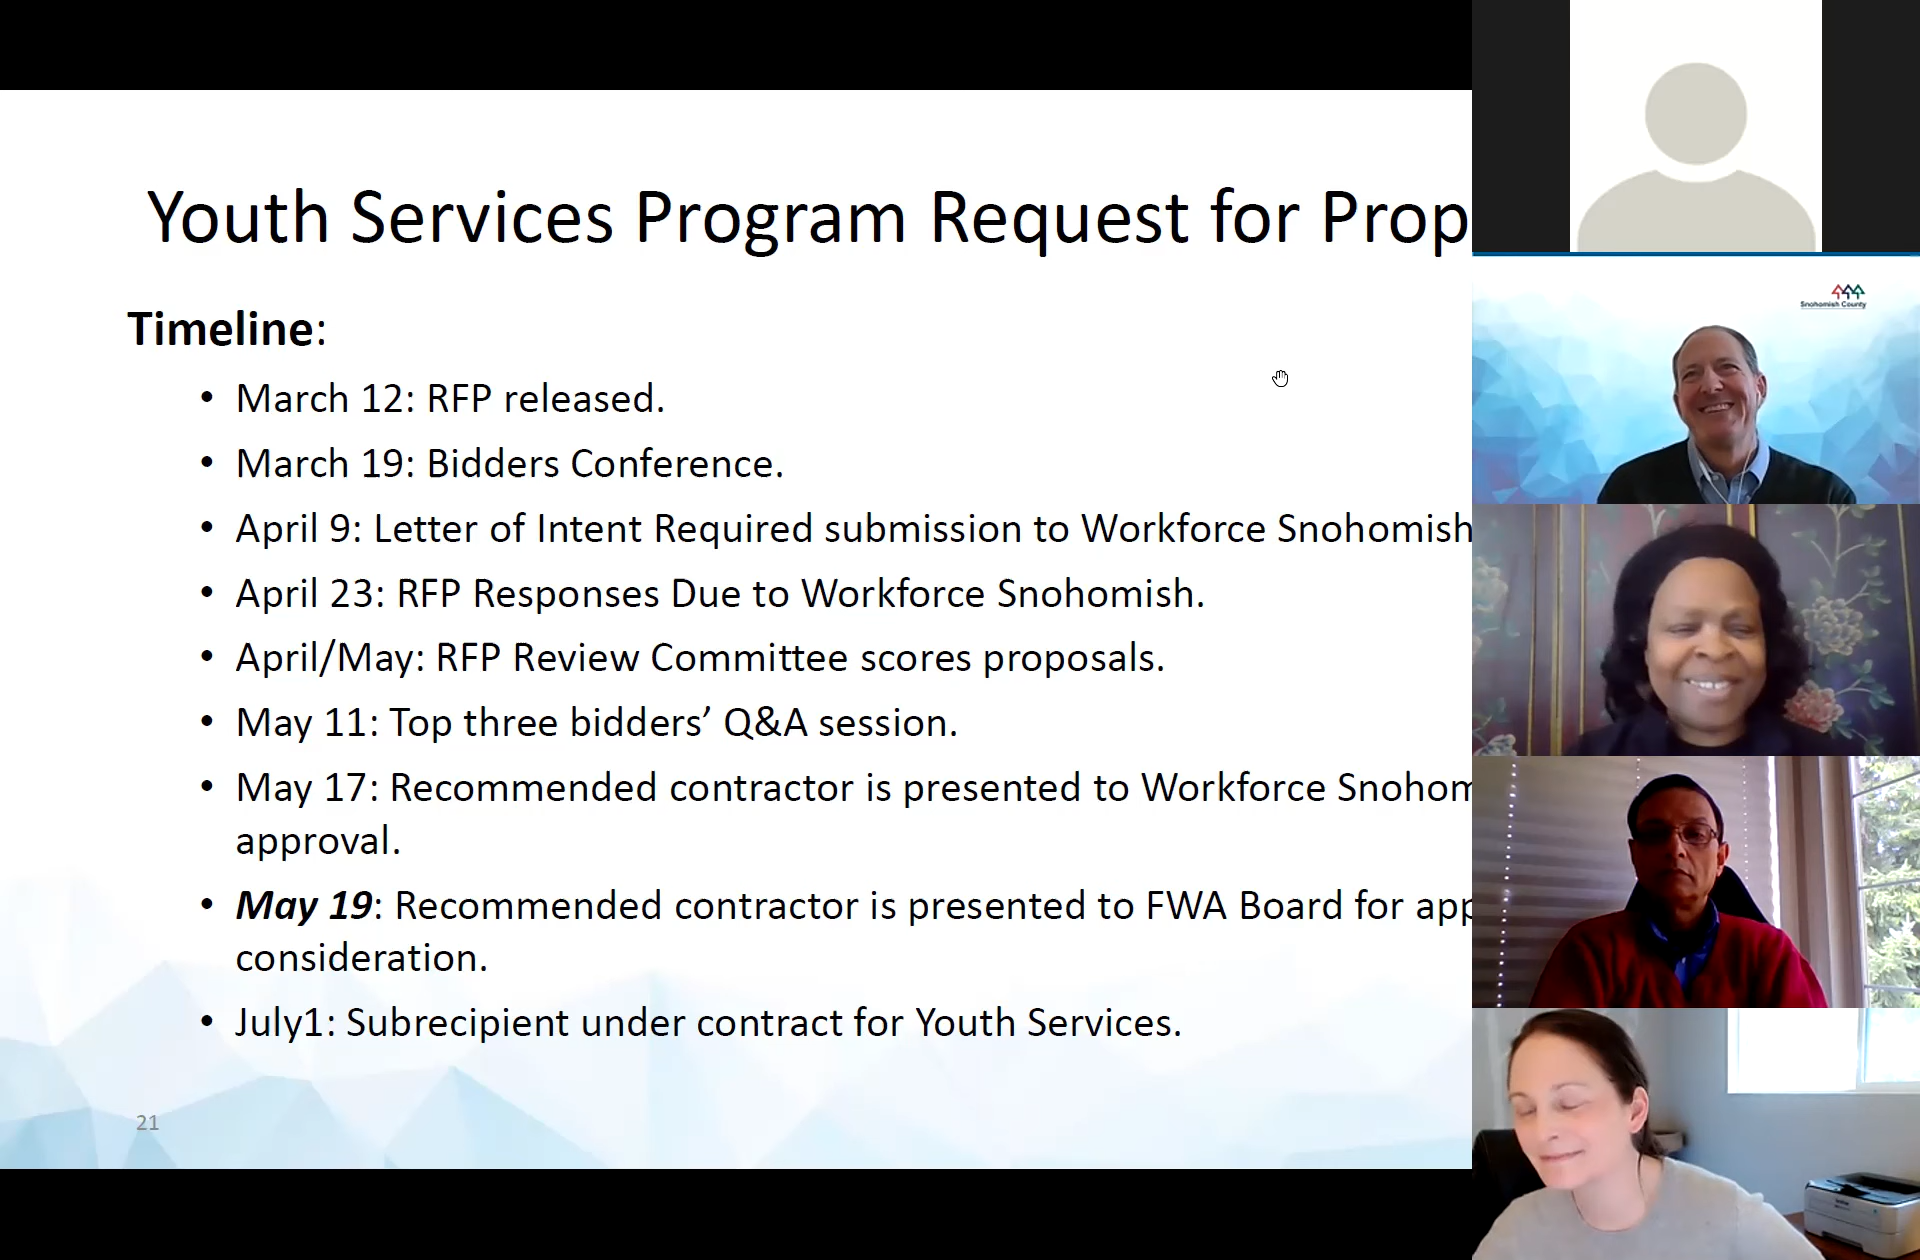 Youth Services Program Request for Prop
Timeline:
• March 12: RFP released.
• March 19: Bidders Conference.
• April 9: Letter of Intent Required submission to Workforce Snohomish
• April 23: RFP Responses Due to Workforce Snohomish.
• April/May: RFP Review Committee scores proposals.
• May 11: Top three bidders’ Q&A session.
• May 17: Recommended contractor is presented to Workforce Snohom
approval.
• May 19: Recommended contractor is presented to FWA Board for app
consideration.
• July1: Subrecipient under contract for Youth Services.
21
Snohomish County